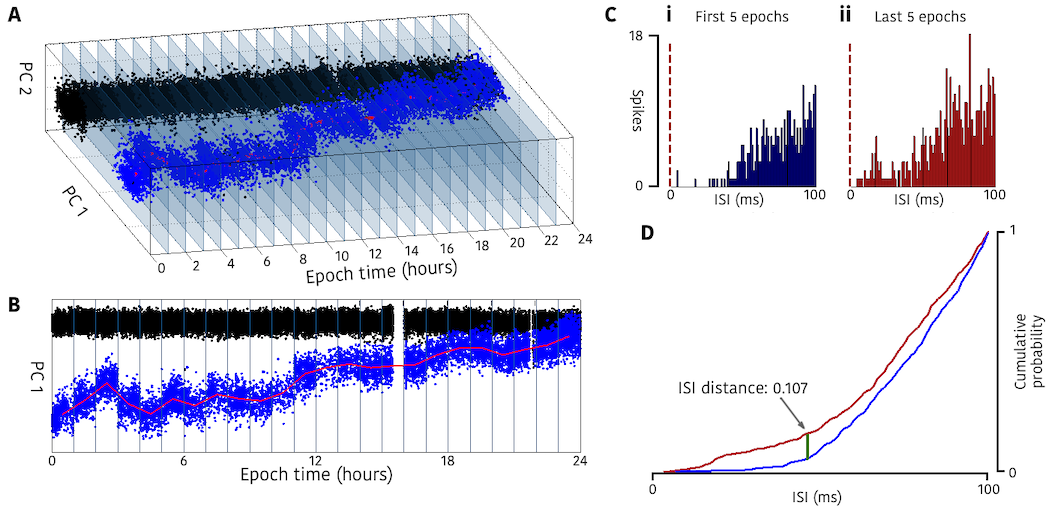 A
PC 2
PC 1
0
2
4
6
8
10
12
14
16
18
20
22
24
Epoch time (hours)
B
PC 1
0
6
12
18
24
Epoch time (hours)
C
i
First 5 epochs
18
Spikes
0
0
ISI (ms)
100
ii
Last 5 epochs
0
ISI (ms)
100
D
1
ISI distance: 0.107
Cumulative
probability
0
0
ISI (ms)
100